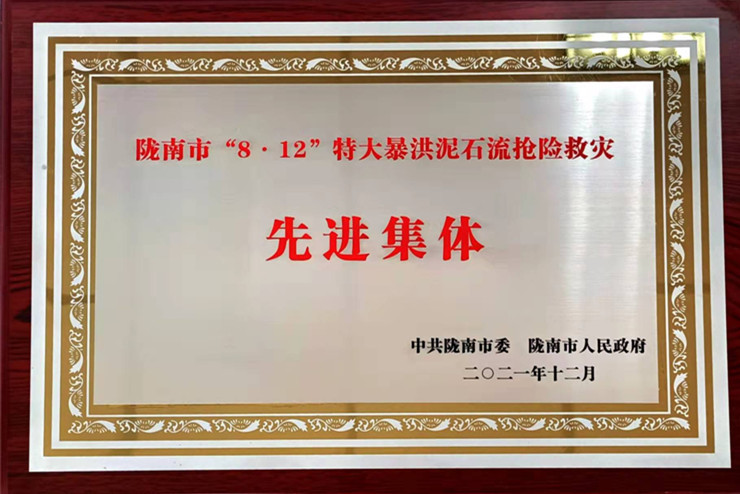 陇南市“8·12”特大暴洪泥石流抢险救灾
先进集体
中共陇南市委 陇南市人民政府
二〇二一年十二月